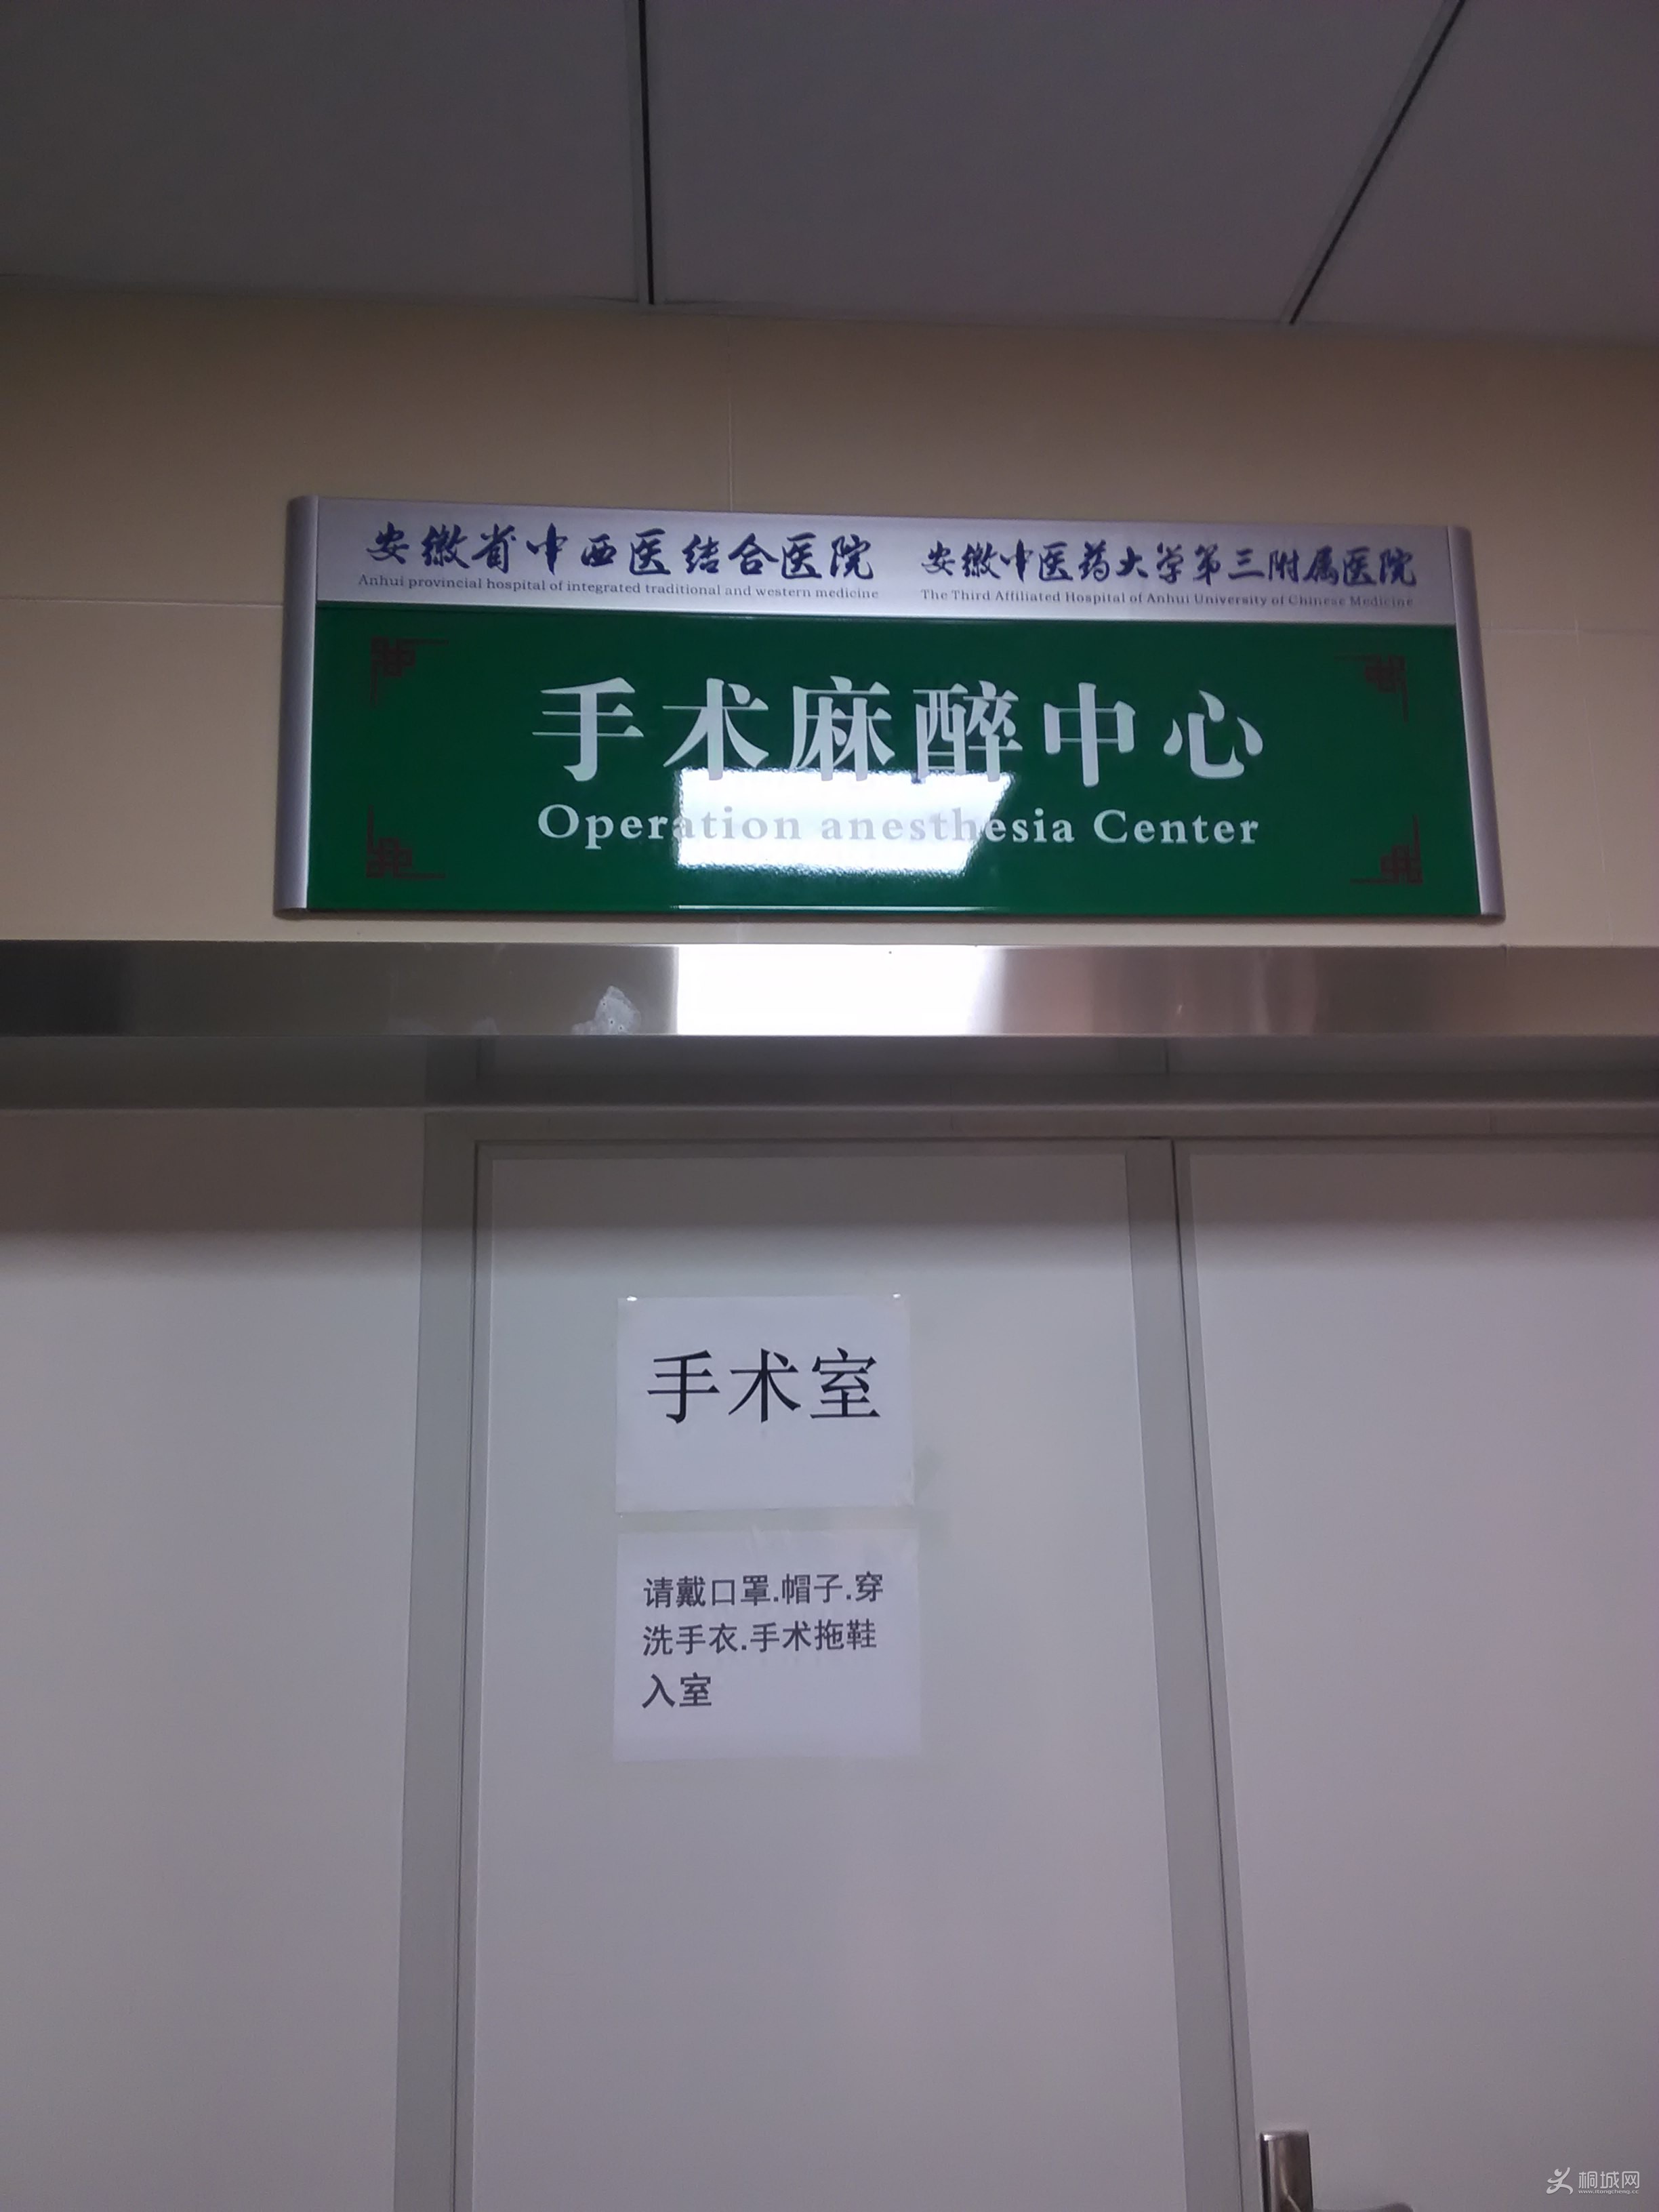 安徽省中西医结合医院 安徽中医药大学第三附属医院
Anhui provincial hospital of integrated traditional and western medicine The Third Affiliated Hospital of Anhui University of Chinese Medicine
手术麻醉中心
Operation anesthesia Center
手术室
请戴口罩.帽子.穿
洗手衣.手术拖鞋
入室
桐城网
www.tongcheng.cc